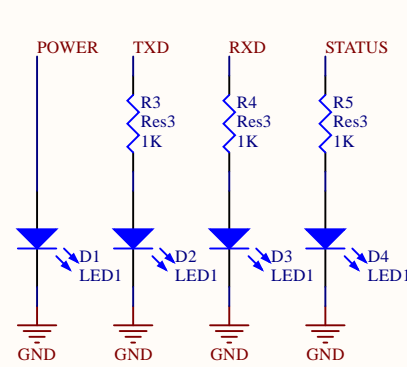 POWER
TXD
RXD
STATUS
R3
Res3
1K
R4
Res3
1K
R5
Res3
1K
D1
LED1
D2
LED1
D3
LED1
D4
LED1
GND
GND
GND
GND